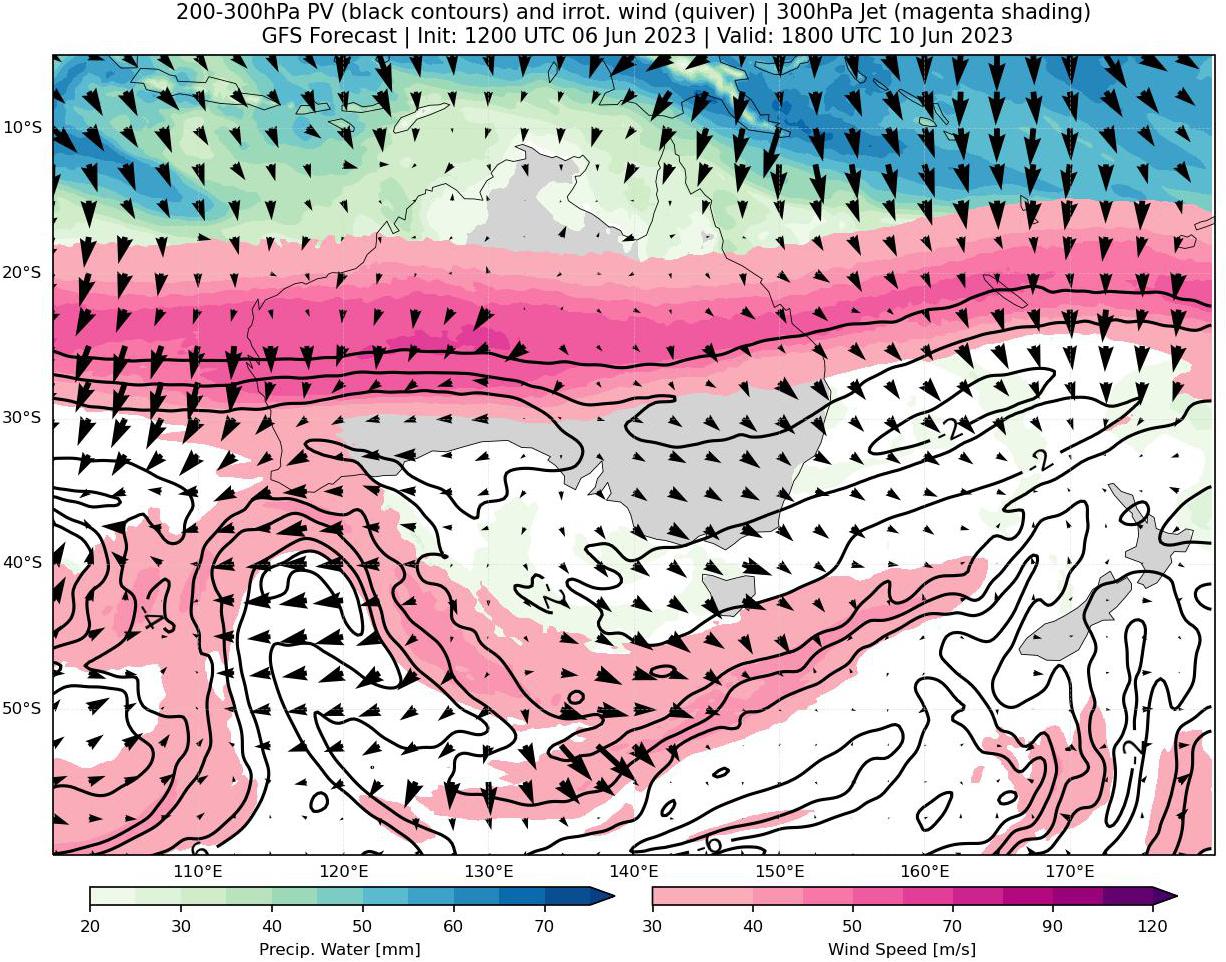 200-300hPa PV (black contours) and irrot. wind (quiver) | 300hPa Jet (magenta shading)
GFS Forecast | Init: 1200 UTC 06 Jun 2023 | Valid: 1800 UTC 10 Jun 2023
10°S
20°S
-2
30°S
-2
40°S
-2
-4
50°S
-2
-6
110°E 120°E 130°E 140°E 150°E 160°E 170°E
20 30 40 50 60 70
30 40 50 70 90 120
Precip. Water [mm] Wind Speed [m/s]